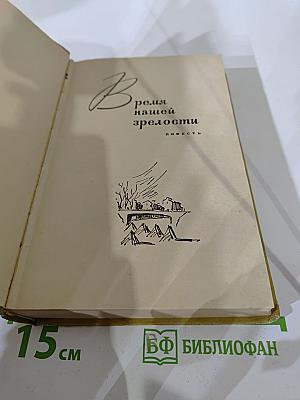 Время
нашей
зрелости
повесть
15 см
БФ БИБЛИОФАН